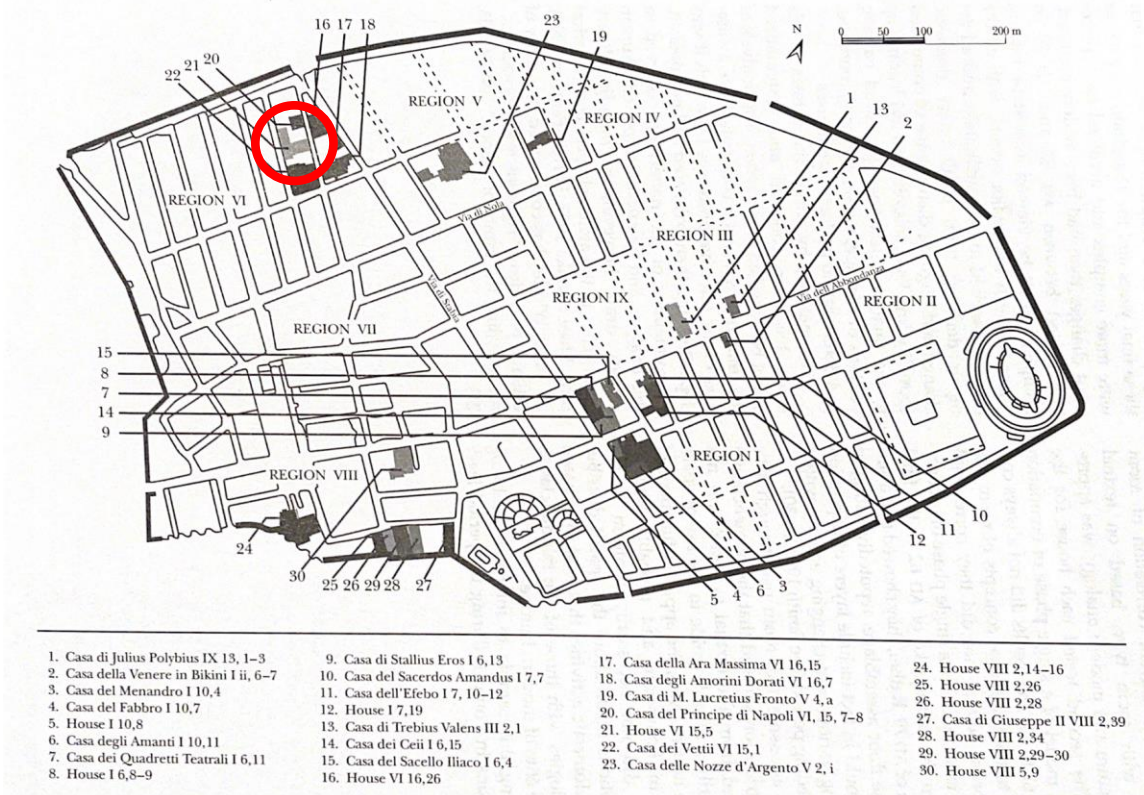 16 17 18
23
19
20
21
22
N
0 50 100 200 m
REGION V
REGION IV
1
13
2
REGION VI
Via di Nola
REGION III
Via dell'Abbondanza
REGION II
Via di Stabia
REGION IX
REGION VII
15
8
7
14
9
REGION I
REGION VIII
24
30
25 26 29 28 27
5 4 6 3
12 11 10
1. Casa di Julius Polybius IX 13, 1–3
2. Casa della Venere in Bikini I ii, 6–7
3. Casa del Menandro I 10,4
4. Casa del Fabbro I 10,7
5. House I 10,8
6. Casa degli Amanti I 10,11
7. Casa dei Quadretti Teatrali I 6,11
8. House I 6,8–9
9. Casa di Stallius Eros I 6,13
10. Casa del Sacerdos Amandus I 7,7
11. Casa dell'Efebo I 7, 10–12
12. House I 7,19
13. Casa di Trebius Valens III 2,1
14. Casa dei Ceii I 6,15
15. Casa del Sacello Iliaco I 6,4
16. House VI 16,26
17. Casa della Ara Massima VI 16,15
18. Casa degli Amorini Dorati VI 16,7
19. Casa di M. Lucretius Fronto V 4, a
20. Casa del Principe di Napoli VI, 15, 7–8
21. House VI 15,5
22. Casa dei Vettii VI 15,1
23. Casa delle Nozze d'Argento V 2, i
24. House VIII 2,14–16
25. House VIII 2,26
26. House VIII 2,28
27. Casa di Giuseppe II VIII 2,39
28. House VIII 2,34
29. House VIII 2,29–30
30. House VIII 5,9